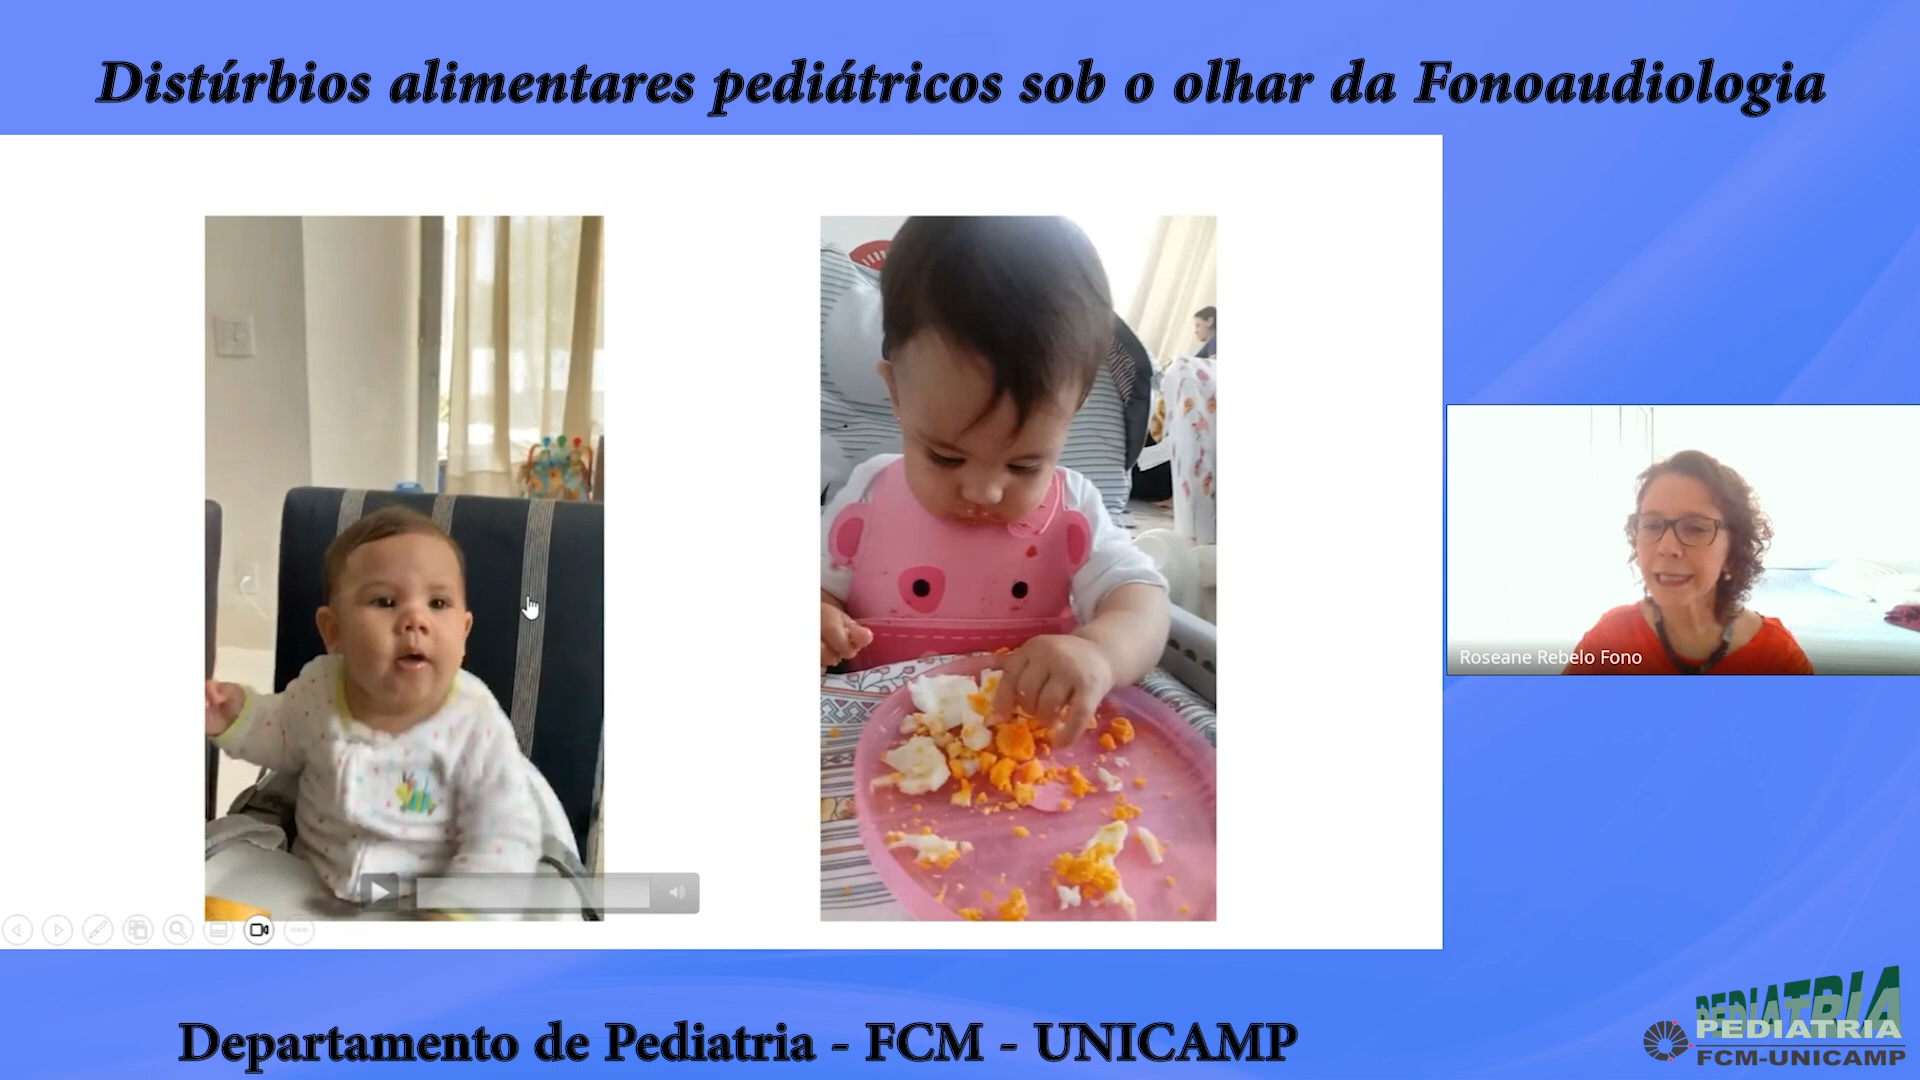 Distúrbios alimentares pediátricos sob o olhar da Fonoaudiologia
Roseane Rebelo Fono
Departamento de Pediatria - FCM - UNICAMP
PEDIATRIA
PEDIATRIA
FCM-UNICAMP